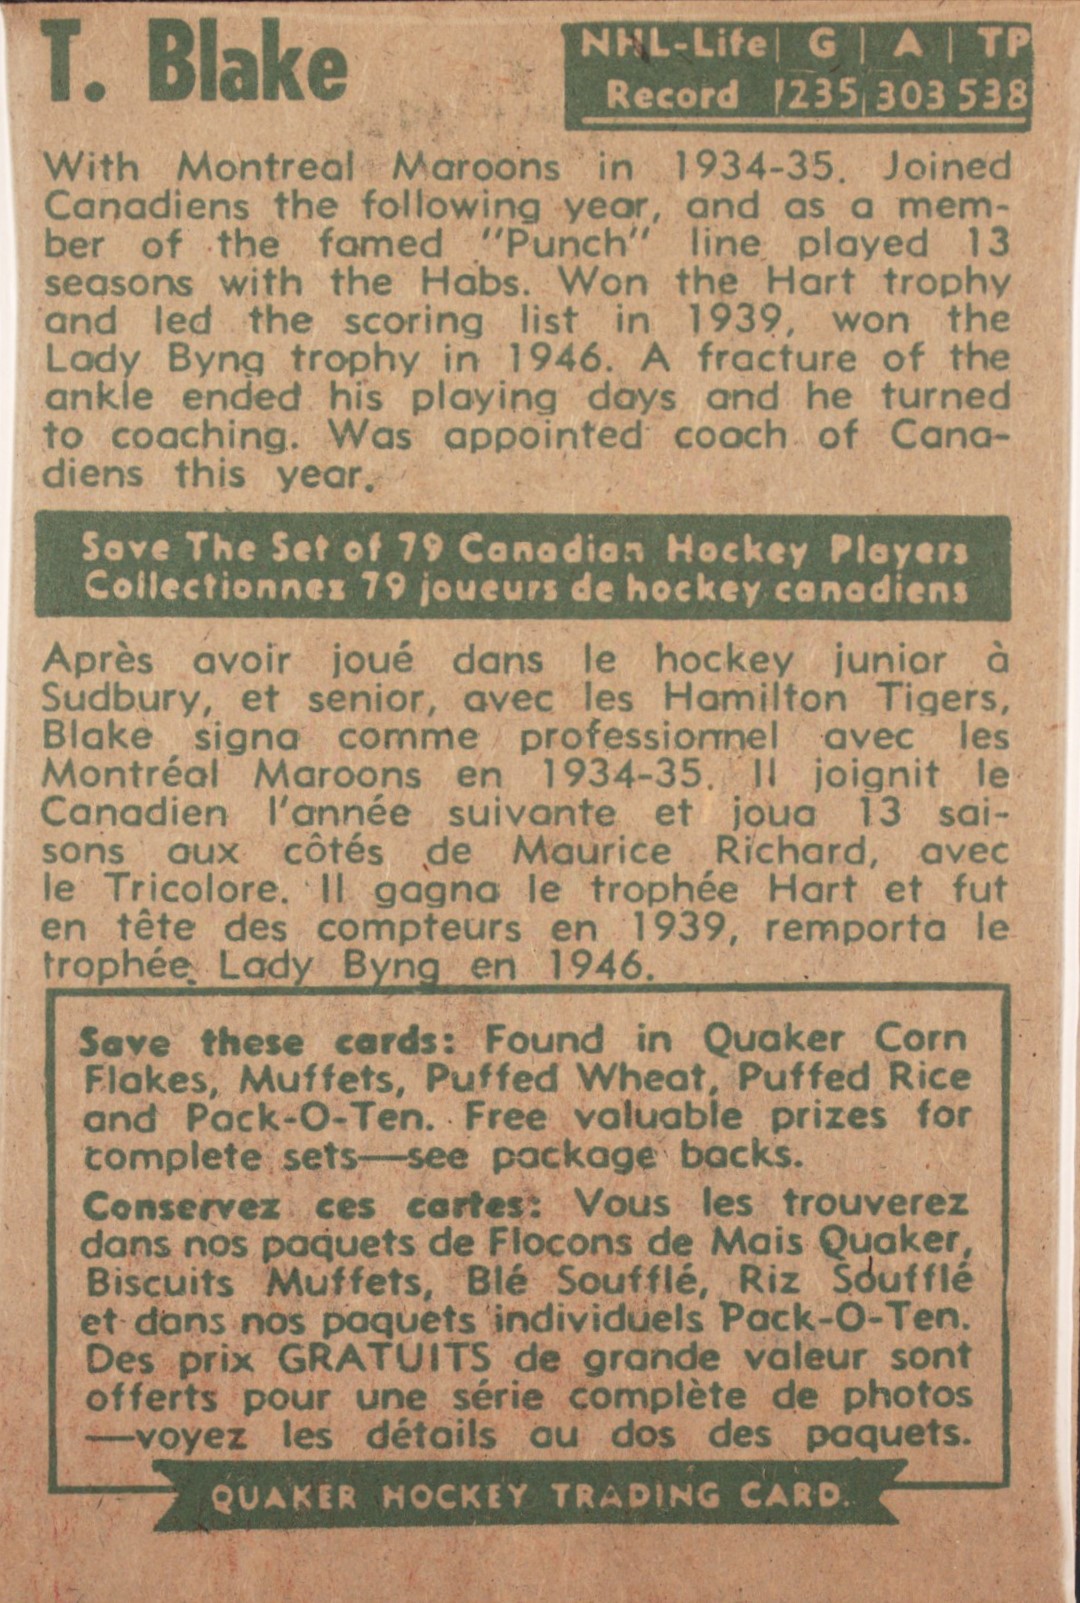 T. Blake
NHL-Life | G | A | TP
Record | 235 | 303 538
With Montreal Maroons in 1934-35. Joined
Canadiens the following year, and as a mem-
ber of the famed "Punch" line played 13
seasons with the Habs. Won the Hart trophy
and led the scoring list in 1939, won the
Lady Byng trophy in 1946. A fracture of the
ankle ended his playing days and he turned
to coaching. Was appointed coach of Cana-
diens this year.
Save The Set of 79 Canadian Hockey Players
Collectionnez 79 joueurs de hockey canadiens
Après avoir joué dans le hockey junior à
Sudbury, et senior, avec les Hamilton Tigers,
Blake signa comme professionnel avec les
Montréal Maroons en 1934-35. Il joignit le
Canadien l'année suivante et joua 13 sai-
sons aux côtés de Maurice Richard, avec
le Tricolore. Il gagna le trophée Hart et fut
en tête des compteurs en 1939, remporta le
trophée Lady Byng en 1946.
Save these cards: Found in Quaker Corn
Flakes, Muffets, Puffed Wheat, Puffed Rice
and Pack-O-Ten. Free valuable prizes for
complete sets—see package backs.
Conservez ces cartes: Vous les trouverez
dans nos paquets de Flocons de Mais Quaker,
Biscuits Muffets, Blé Soufflé, Riz Soufflé
et dans nos paquets individuels Pack-O-Ten.
Des prix GRATUITS de grande valeur sont
offerts pour une série complète de photos
—voyez les détails au dos des paquets.
QUAKER HOCKEY TRADING CARD.